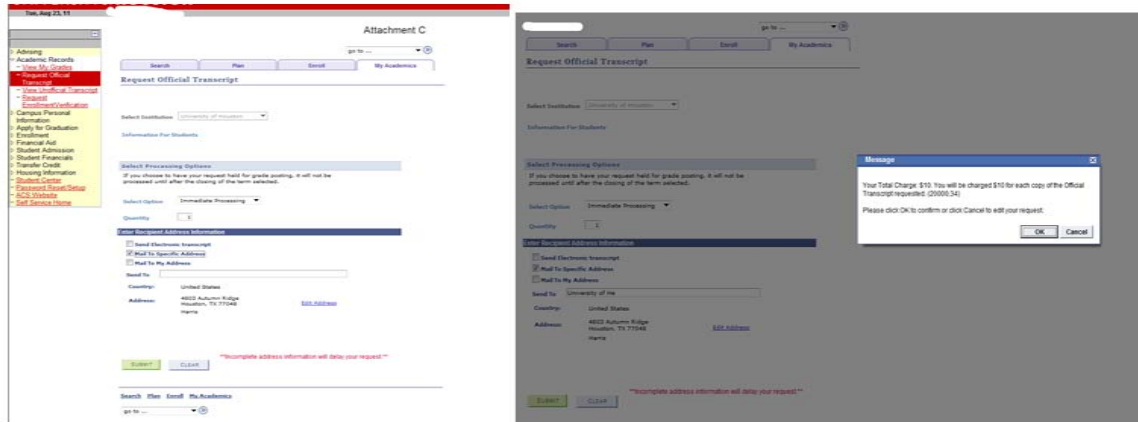 Tue, Aug 23, 11
Attachment C
go to ...
Advising
Academic Records
View My Grades
Request Official
Transcript
View Unofficial Transcript
Request
EnrollmentVerification
Campus Personal
Information
Apply for Graduation
Enrollment
Financial Aid
Student Admission
Student Financials
Transfer Credit
Housing Information
Student Center
Password Reset/Setup
ACS Website
Self Service Home
Search Plan Enroll My Academics
Request Official Transcript
Select Institution University of Houston
Information For Students
Select Processing Options
If you choose to have your request held for grade posting, it will not be
processed until after the closing of the term selected.
Select Option Immediate Processing
Quantity 1
Enter Recipient Address Information
Send Electronic transcript
Mail To Specific Address
Mail To My Address
Send To
Country: United States
Address: 4603 Autumn Ridge
Houston, TX 77048
Harris
Edit Address
**Incomplete address information will delay your request.**
SUBMIT CLEAR
Search Plan Enroll My Academics
go to ...
go to ...
Search Plan Enroll My Academics
Request Official Transcript
Select Institution University of Houston
Information For Students
Select Processing Options
If you choose to have your request held for grade posting, it will not be
processed until after the closing of the term selected.
Select Option Immediate Processing
Quantity 1
Enter Recipient Address Information
Send Electronic transcript
Mail To Specific Address
Mail To My Address
Send To University of me
Country: United States
Address: 4603 Autumn Ridge
Houston, TX 77048
Harris
Edit Address
**Incomplete address information will delay your request.**
SUBMIT CLEAR
Message
Your Total Charge: $10. You will be charged $10 for each copy of the Official
Transcript requested. (20000,34)
Please click OK to confirm or click Cancel to edit your request.
OK Cancel